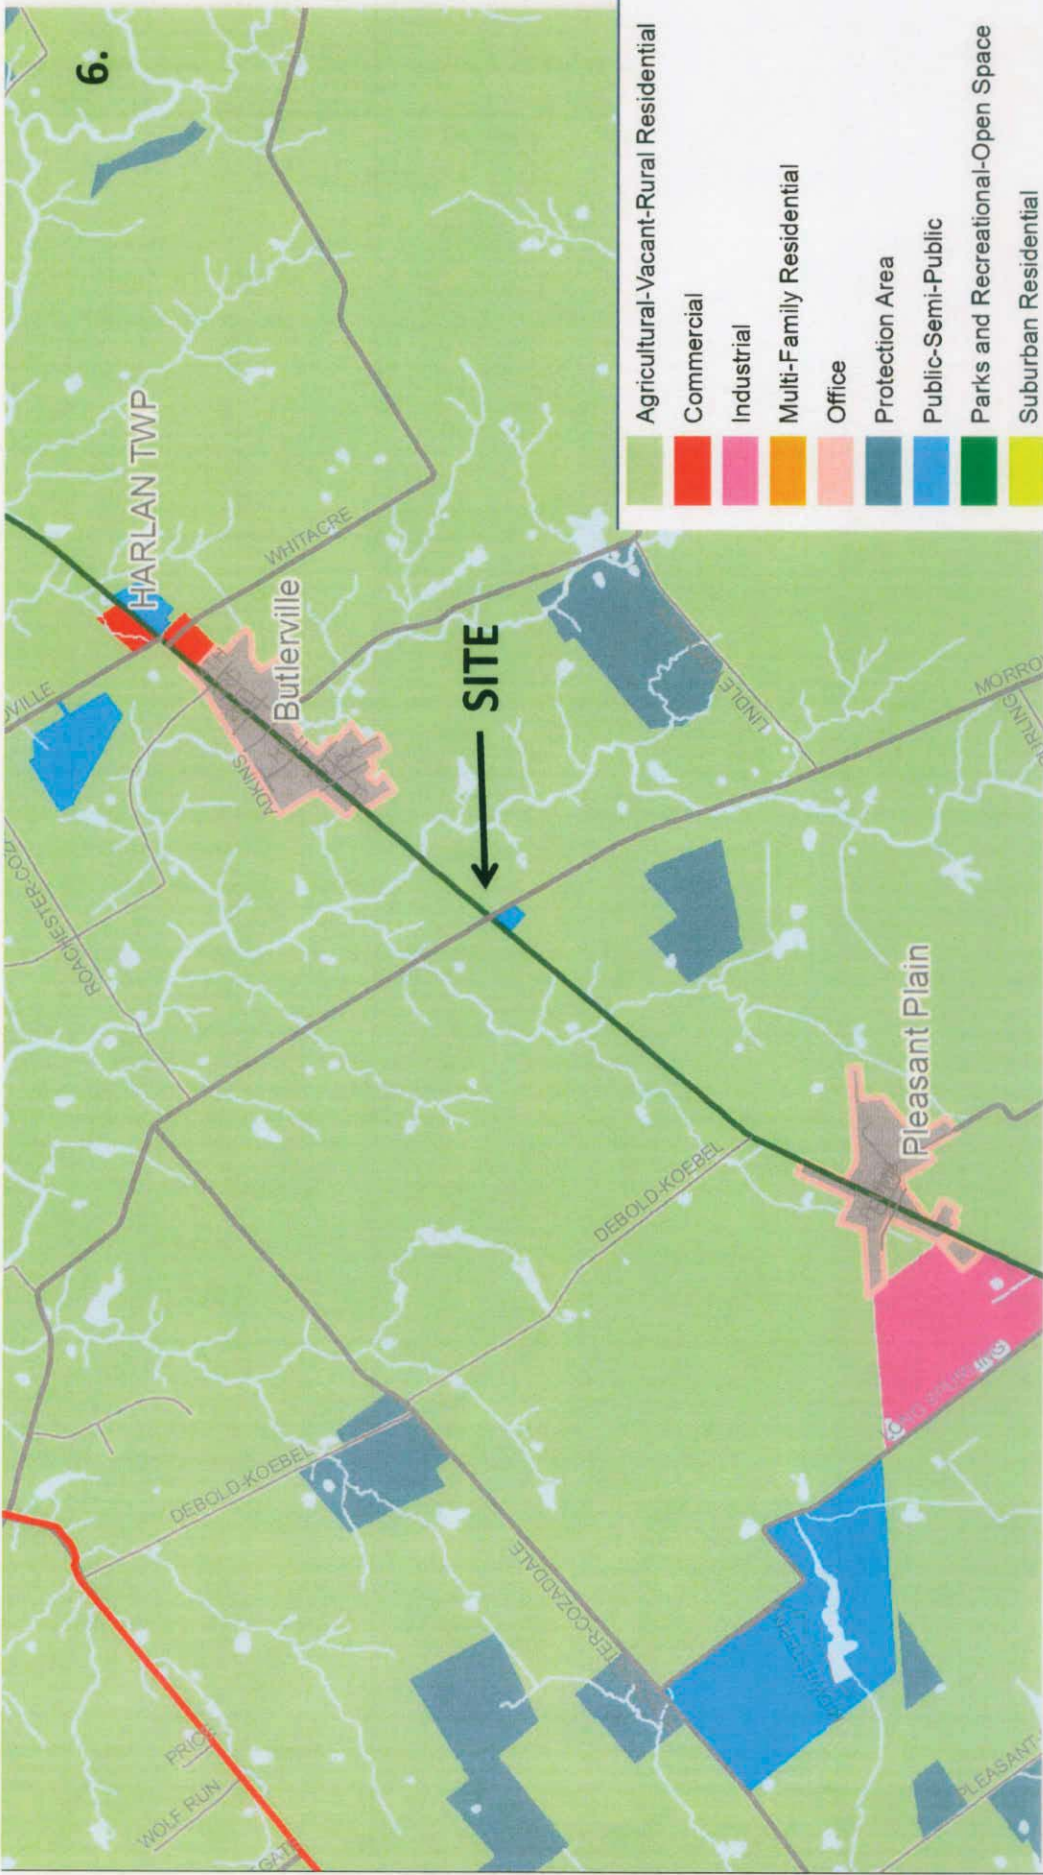 6.
HARLAN TWP
WHITACRE
Butlerville
ADKINS
SITE
LINDLE
MORRO
DEBOLD-KOEBEL
Pleasant Plain
DEBOLD-KOEBEL
TER-COZADDALE
PRICE
WOLF RUN
PLEASANT-
Agricultural-Vacant-Rural Residential
Commercial
Industrial
Multi-Family Residential
Office
Protection Area
Public-Semi-Public
Parks and Recreational-Open Space
Suburban Residential